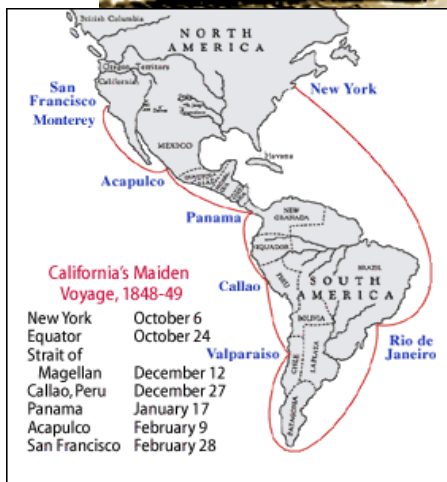 British Columbia
NORTH
AMERICA
Oregon Territory
California
San
Francisco
Monterey
New York
MEXICO
Havana
Acapulco
Panama
NEW
GRANADA
EQUADOR
BRAZIL
PERU
Callao
SOUTH
AMERICA
BOLIVIA
Valparaiso
Rio de
Janeiro
CHILE
LA PLATA
PATAGONIA
California's Maiden
Voyage, 1848-49
New York October 6
Equator October 24
Strait of
Magellan December 12
Callao, Peru December 27
Panama January 17
Acapulco February 9
San Francisco February 28